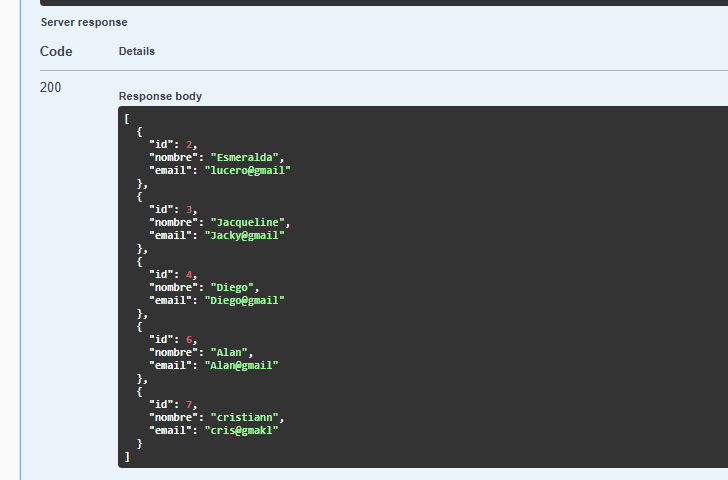 Server response
Code Details
200
Response body
[
  {
    "id": 2,
    "nombre": "Esmeralda",
    "email": "lucero@gmail"
  },
  {
    "id": 3,
    "nombre": "Jacqueline",
    "email": "Jacky@gmail"
  },
  {
    "id": 4,
    "nombre": "Diego",
    "email": "Diego@gmail"
  },
  {
    "id": 6,
    "nombre": "Alan",
    "email": "Alan@gmail"
  },
  {
    "id": 7,
    "nombre": "cristiann",
    "email": "cris@gmakl"
  }
]